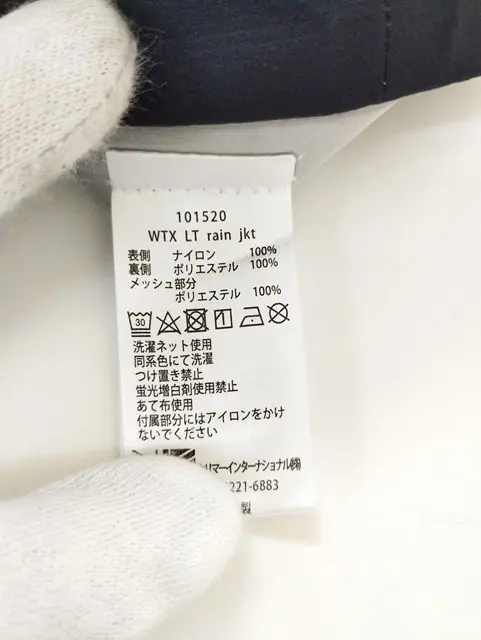 101520
WTX LT rain jkt
表側 ナイロン 100%
裏側 ポリエステル 100%
メッシュ部分
ポリエステル 100%
30
洗濯ネット使用
同系色にて洗濯
つけ置き禁止
蛍光増白剤使用禁止
あて布使用
付属部分にはアイロンをかけ
ないでください
リマーインターナショナル㈱
221-6883
製